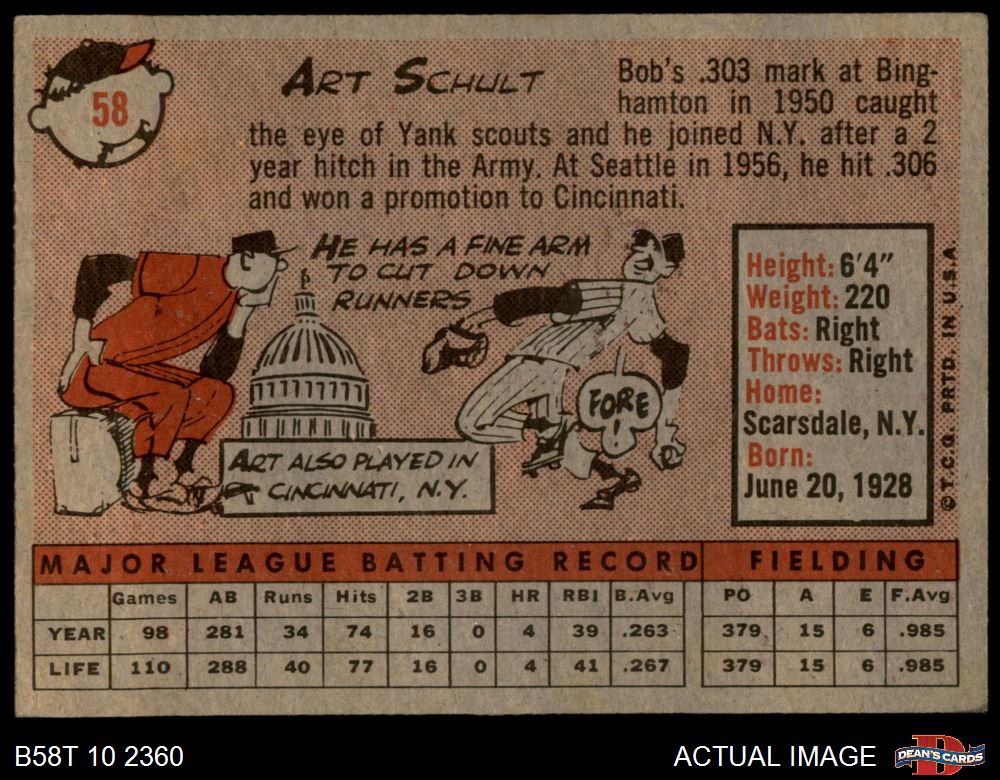 58
ART SCHULT
Bob's .303 mark at Bing-
hamton in 1950 caught
the eye of Yank scouts and he joined N.Y. after a 2
year hitch in the Army. At Seattle in 1956, he hit .306
and won a promotion to Cincinnati.
HE HAS A FINE ARM
TO CUT DOWN
RUNNERS
FORE
!
ART ALSO PLAYED IN
CINCINNATI, N.Y.
Height: 6'4"
Weight: 220
Bats: Right
Throws: Right
Home:
Scarsdale, N.Y.
Born:
June 20, 1928
© T.C.G. PRTD. IN U.S.A.
MAJOR LEAGUE BATTING RECORD FIELDING
Games AB Runs Hits 2B 3B HR RBI B.Avg PO A E F.Avg
YEAR 98 281 34 74 16 0 4 39 .263 379 15 6 .985
LIFE 110 288 40 77 16 0 4 41 .267 379 15 6 .985
B58T 10 2360
ACTUAL IMAGE
D
DEAN'S CARDS